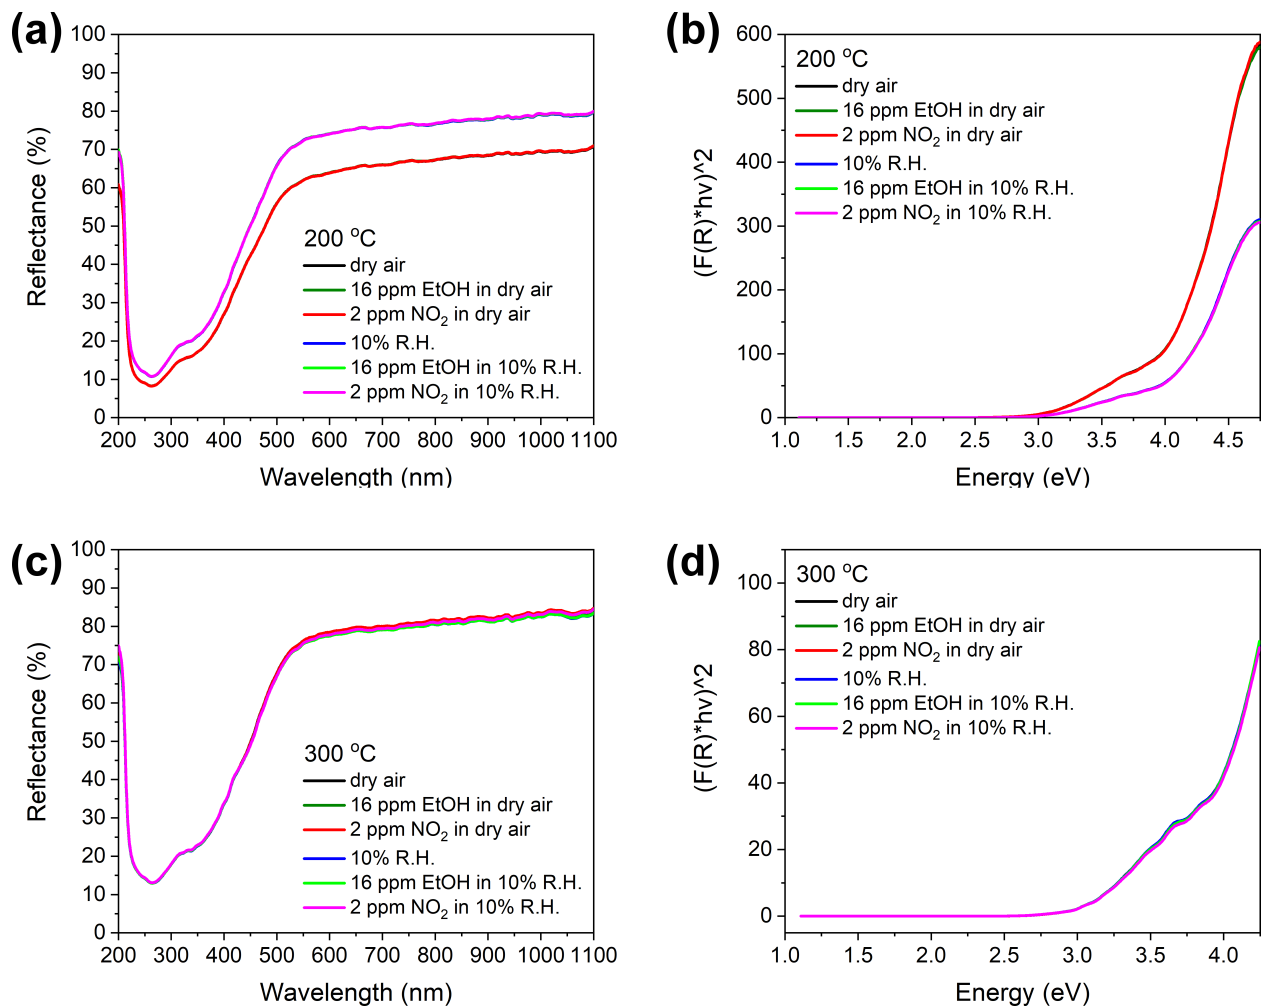 (a)
100
90
80
70
60
50
40
30
20
10
0
Reflectance (%)
200 °C
dry air
16 ppm EtOH in dry air
2 ppm NO2 in dry air
10% R.H.
16 ppm EtOH in 10% R.H.
2 ppm NO2 in 10% R.H.
200 300 400 500 600 700 800 900 1000 1100
Wavelength (nm)
(b)
600
500
400
300
200
100
0
(F(R)*hv)^2
200 °C
dry air
16 ppm EtOH in dry air
2 ppm NO2 in dry air
10% R.H.
16 ppm EtOH in 10% R.H.
2 ppm NO2 in 10% R.H.
1.0 1.5 2.0 2.5 3.0 3.5 4.0 4.5
Energy (eV)
(c)
100
90
80
70
60
50
40
30
20
10
0
Reflectance (%)
300 °C
dry air
16 ppm EtOH in dry air
2 ppm NO2 in dry air
10% R.H.
16 ppm EtOH in 10% R.H.
2 ppm NO2 in 10% R.H.
200 300 400 500 600 700 800 900 1000 1100
Wavelength (nm)
(d)
100
80
60
40
20
0
(F(R)*hv)^2
300 °C
dry air
16 ppm EtOH in dry air
2 ppm NO2 in dry air
10% R.H.
16 ppm EtOH in 10% R.H.
2 ppm NO2 in 10% R.H.
1.0 1.5 2.0 2.5 3.0 3.5 4.0
Energy (eV)